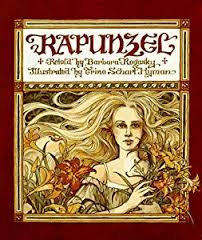 RAPUNZEL
Retold by Barbara Rogasky
Illustrated by Trina Schart Hyman